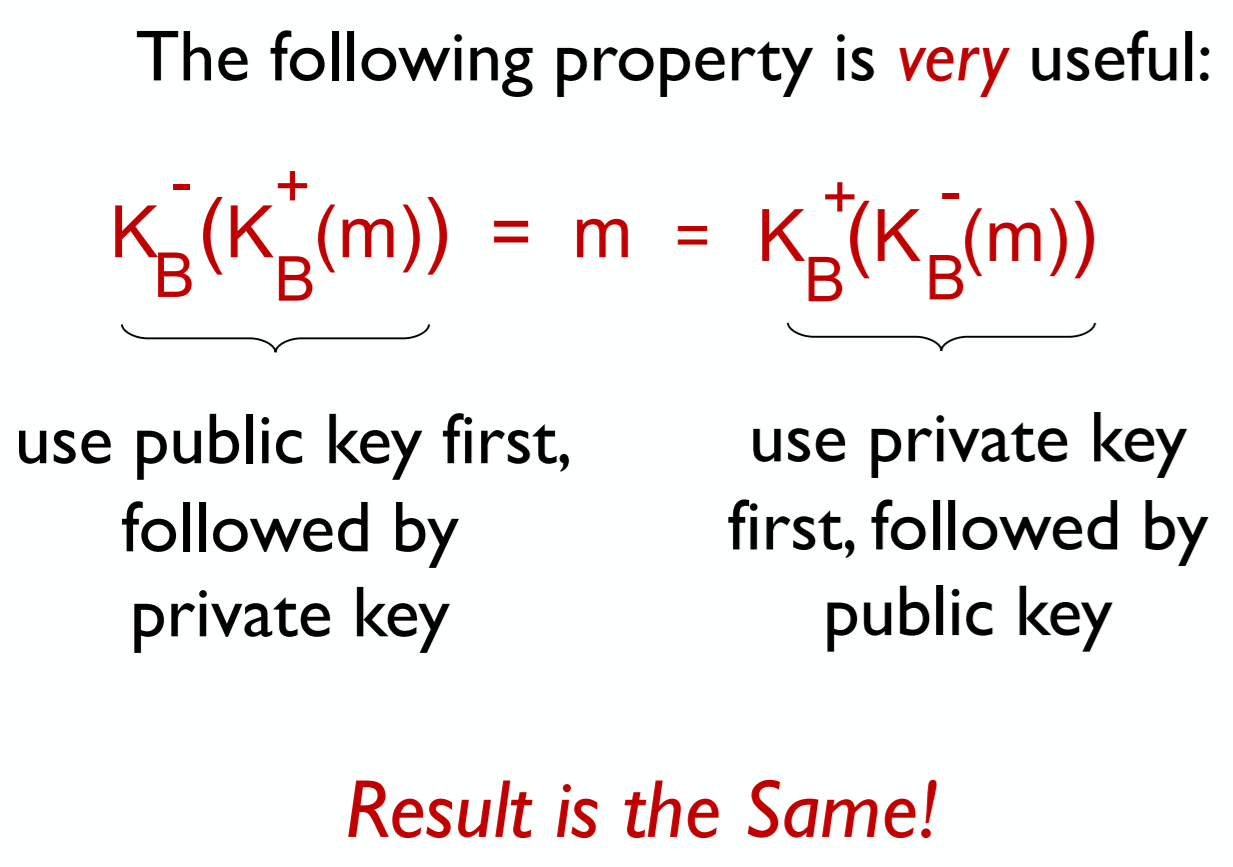 The following property is very useful:
K_B^-(K_B^+(m)) = m = K_B^+(K_B^-(m))
use public key first,
followed by
private key
use private key
first, followed by
public key
Result is the Same!